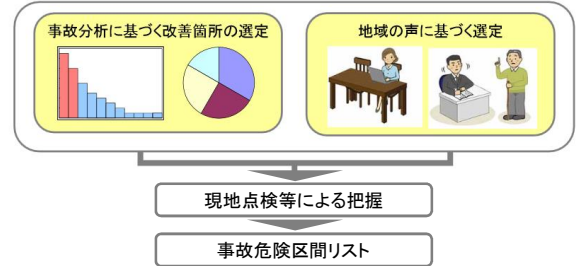 事故分析に基づく改善箇所の選定
地域の声に基づく選定
現地点検等による把握
事故危険区間リスト